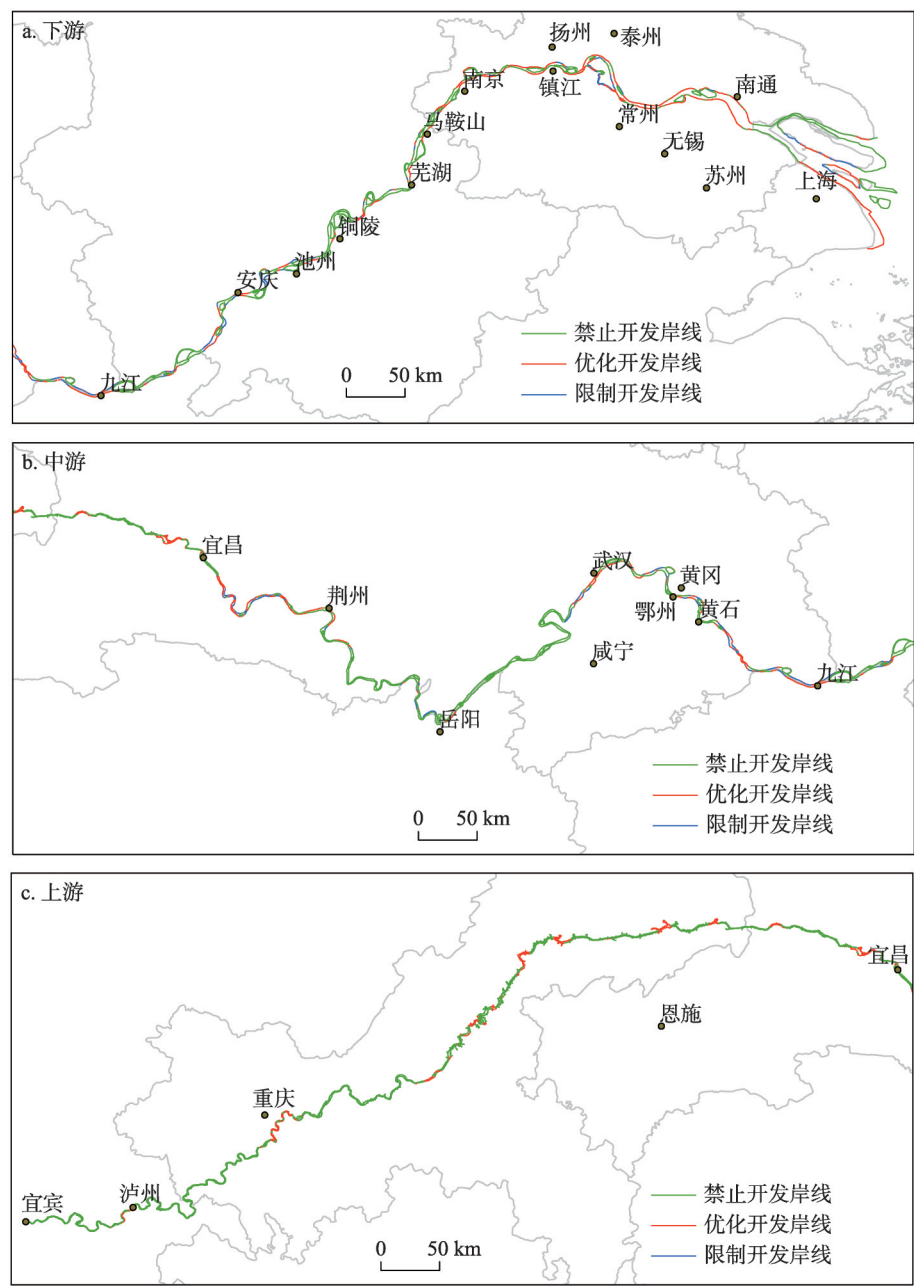 a. 下游
扬州
泰州
南京
镇江
南通
马鞍山
常州
无锡
芜湖
苏州
上海
铜陵
池州
安庆
九江
禁止开发岸线
优化开发岸线
限制开发岸线
0 50 km
b. 中游
宜昌
武汉
黄冈
荆州
鄂州
黄石
咸宁
九江
岳阳
禁止开发岸线
优化开发岸线
限制开发岸线
0 50 km
c. 上游
宜昌
恩施
重庆
泸州
宜宾
禁止开发岸线
优化开发岸线
限制开发岸线
0 50 km